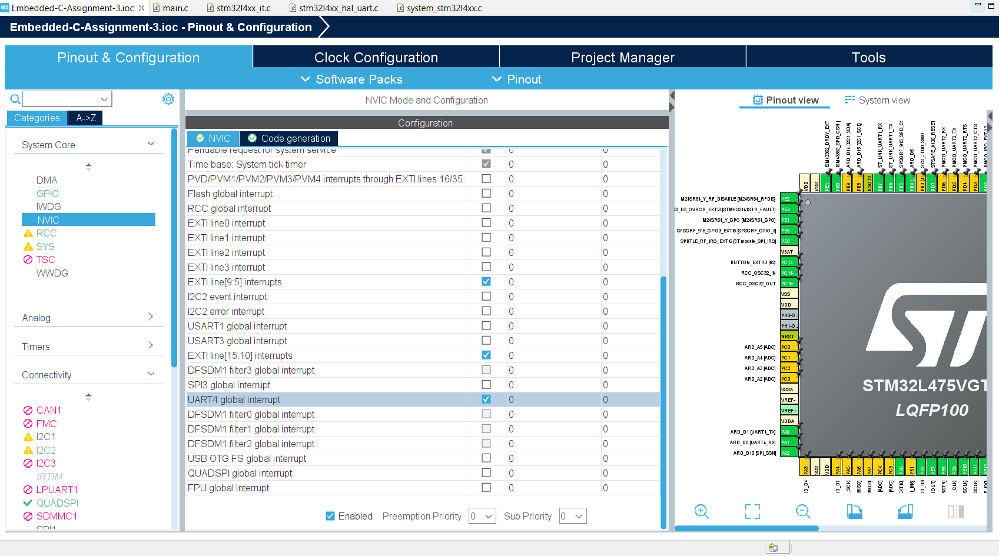 MX Embedded-C-Assignment-3.ioc
main.c
stm32l4xx_it.c
stm32l4xx_hal_uart.c
system_stm32l4xx.c
Embedded-C-Assignment-3.ioc - Pinout & Configuration
Pinout & Configuration
Clock Configuration
Project Manager
Tools
Software Packs
Pinout
Categories
A->Z
System Core
DMA
GPIO
IWDG
NVIC
RCC
SYS
TSC
WWDG
Analog
Timers
Connectivity
CAN1
FMC
I2C1
I2C2
I2C3
IRTIM
LPUART1
QUADSPI
SDMMC1
SPI1
NVIC Mode and Configuration
Configuration
NVIC
Code generation
Pendable request for system service 0 0
Time base: System tick timer 0 0
PVD/PVM1/PVM2/PVM3/PVM4 interrupts through EXTI lines 16/35. 0 0
Flash global interrupt 0 0
RCC global interrupt 0 0
EXTI line0 interrupt 0 0
EXTI line1 interrupt 0 0
EXTI line2 interrupt 0 0
EXTI line3 interrupt 0 0
EXTI line[9:5] interrupts 0 0
I2C2 event interrupt 0 0
I2C2 error interrupt 0 0
USART1 global interrupt 0 0
USART3 global interrupt 0 0
EXTI line[15:10] interrupts 0 0
DFSDM1 filter3 global interrupt 0 0
SPI3 global interrupt 0 0
UART4 global interrupt 0 0
DFSDM1 filter0 global interrupt 0 0
DFSDM1 filter1 global interrupt 0 0
DFSDM1 filter2 global interrupt 0 0
USB OTG FS global interrupt 0 0
QUADSPI global interrupt 0 0
FPU global interrupt 0 0
Enabled Preemption Priority 0 Sub Priority 0
Pinout view
System view
ISM43362_DRDY_EXT
ISM43362_SPI3_CSN [
ARD_D14 [I2C1_SDA]
ARD_D15 [I2C1_SCL]
ST_LINK_UART1_RX
ST_LINK_UART1_TX
SPSGRF_915_SPI3_C:
ARD_D5
SYS_JTDO_SWO
STSAFE_A100_RESET
PMOD_UART2_RX
PMOD_UART2_TX
PMOD_UART2_RTS
PMOD_UART2_CTS
VDD
VSS
PE1
PE0
PB9
PB8
BOOT0
PB7
PB6
PB5
PB4 (..
PB3 (J..
PD7
PD6
PD5
PD4
PD3
PD2
M24SR64_Y_RF_DISABLE [M24SR64_RFDIS] PE2
G_FS_OVRCR_EXTI3 [STMPS2141STR_FAULT] PE3
M24SR64_Y_GPO [M24SR64_GPO] PE4
SPSGRF_915_GPIO3_EXTI5 [SPSGRF_GPIO_3] PE5
SPBTLE_RF_IRQ_EXTI6 [BT module_SPI_IRQ] PE6
VBAT
BUTTON_EXTI13 [B2] PC13
RCC_OSC32_IN PC14-..
RCC_OSC32_OUT PC15-..
VSS
VDD
PH0-O..
PH1-O..
NRST
ARD_A5 [ADC] PC0
ARD_A4 [ADC] PC1
ARD_A3 [ADC] PC2
ARD_A2 [ADC] PC3
VSSA
VREF-
VREF+
VDDA
ARD_D1 [UART4_TX] PA0
ARD_D0 [UART4_RX] PA1
ARD_D10 [SPI_SSN] PA2
STM32L475VGT
LQFP100
PA3
VSS
VDD
PA4
PA5
PA6
PA7
PC4
PC5
PB0
PB1
PB2
PE7
PE8
PE9
PE10
PE11
PE12